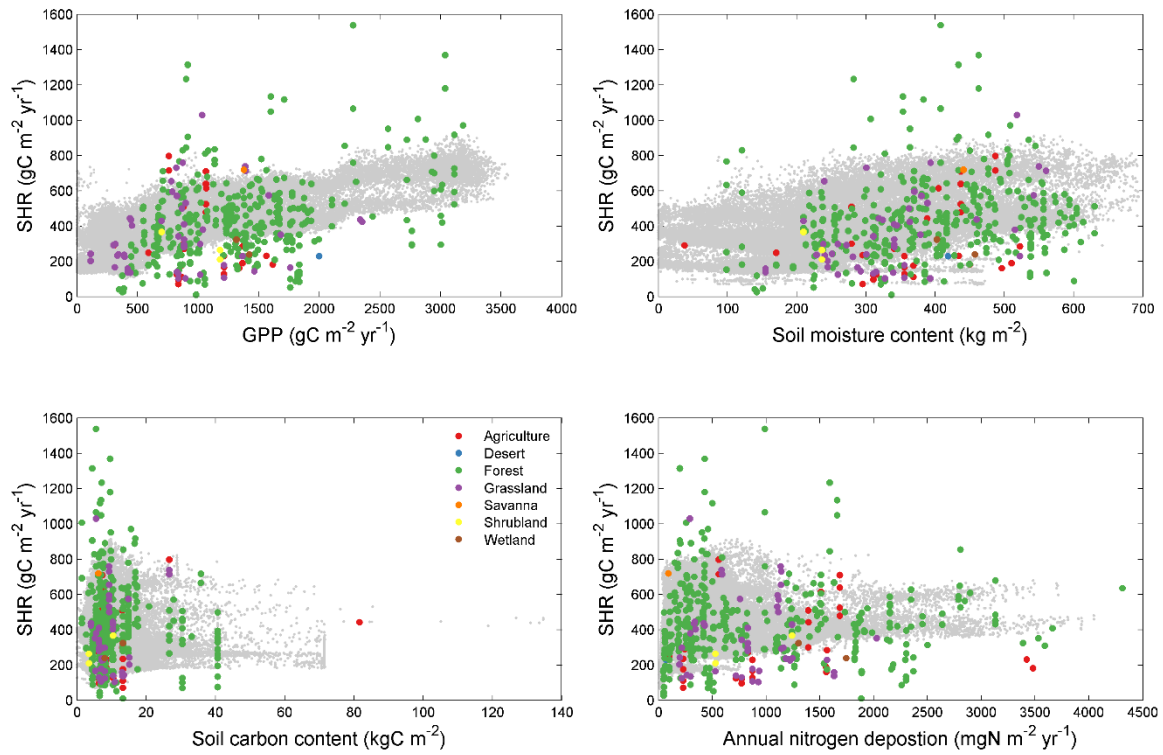 1600
1400
1200
1000
800
600
400
200
0
SHR (gC m-2 yr-1)
0 500 1000 1500 2000 2500 3000 3500 4000
GPP (gC m-2 yr-1)
1600
1400
1200
1000
800
600
400
200
0
SHR (gC m-2 yr-1)
0 100 200 300 400 500 600 700
Soil moisture content (kg m-2)
1600
1400
1200
1000
800
600
400
200
0
SHR (gC m-2 yr-1)
Agriculture
Desert
Forest
Grassland
Savanna
Shrubland
Wetland
0 20 40 60 80 100 120 140
Soil carbon content (kgC m-2)
1600
1400
1200
1000
800
600
400
200
0
SHR (gC m-2 yr-1)
0 500 1000 1500 2000 2500 3000 3500 4000 4500
Annual nitrogen depostion (mgN m-2 yr-1)